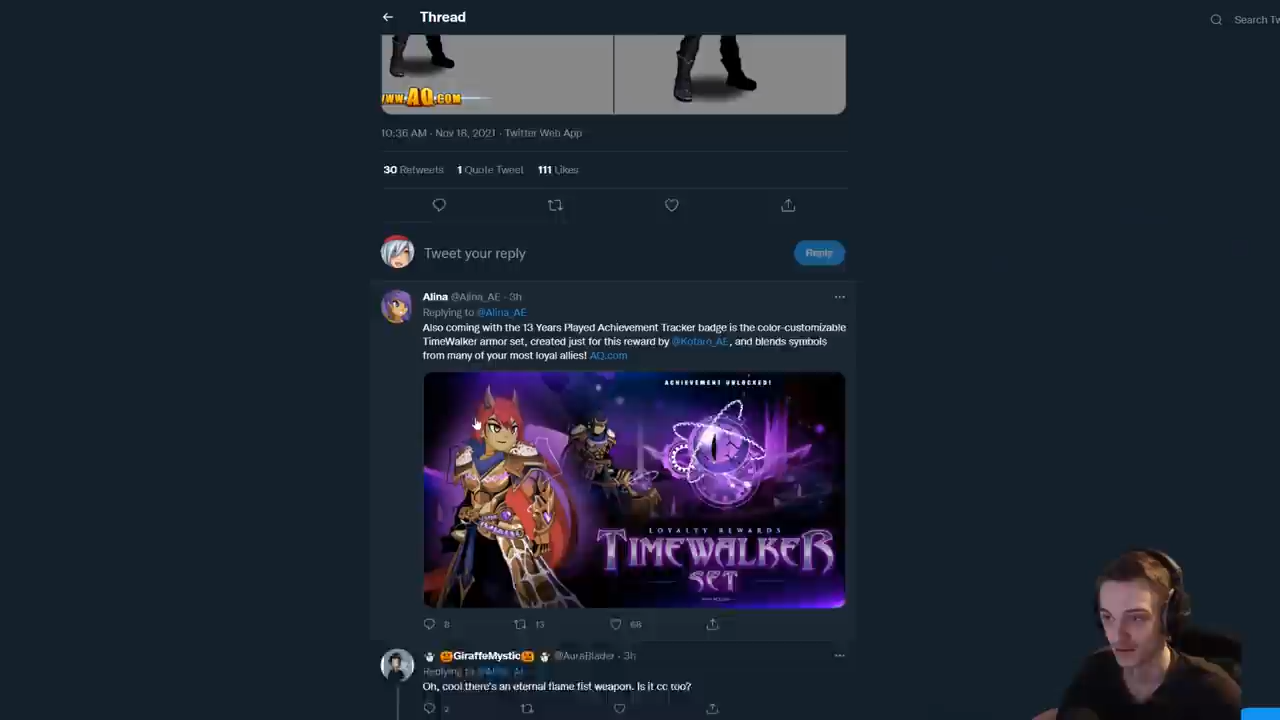 Thread
Search Tw
WWW.AQ.COM
10:36 AM · Nov 18, 2021 · Twitter Web App
30 Retweets 1 Quote Tweet 111 Likes
Tweet your reply
Reply
Alina @Alina_AE · 3h
Replying to @Alina_AE
Also coming with the 13 Years Played Achievement Tracker badge is the color-customizable
TimeWalker armor set, created just for this reward by @Kotaro_AE, and blends symbols
from many of your most loyal allies! AQ.com
ACHIEVEMENT UNLOCKED!
LOYALTY REWARDS
TIMEWALKER
SET
8 13 68
GiraffeMystic @AuraBlader · 3h
Replying to @Alina_AE
Oh, cool there's an eternal flame fist weapon. Is it cc too?
2